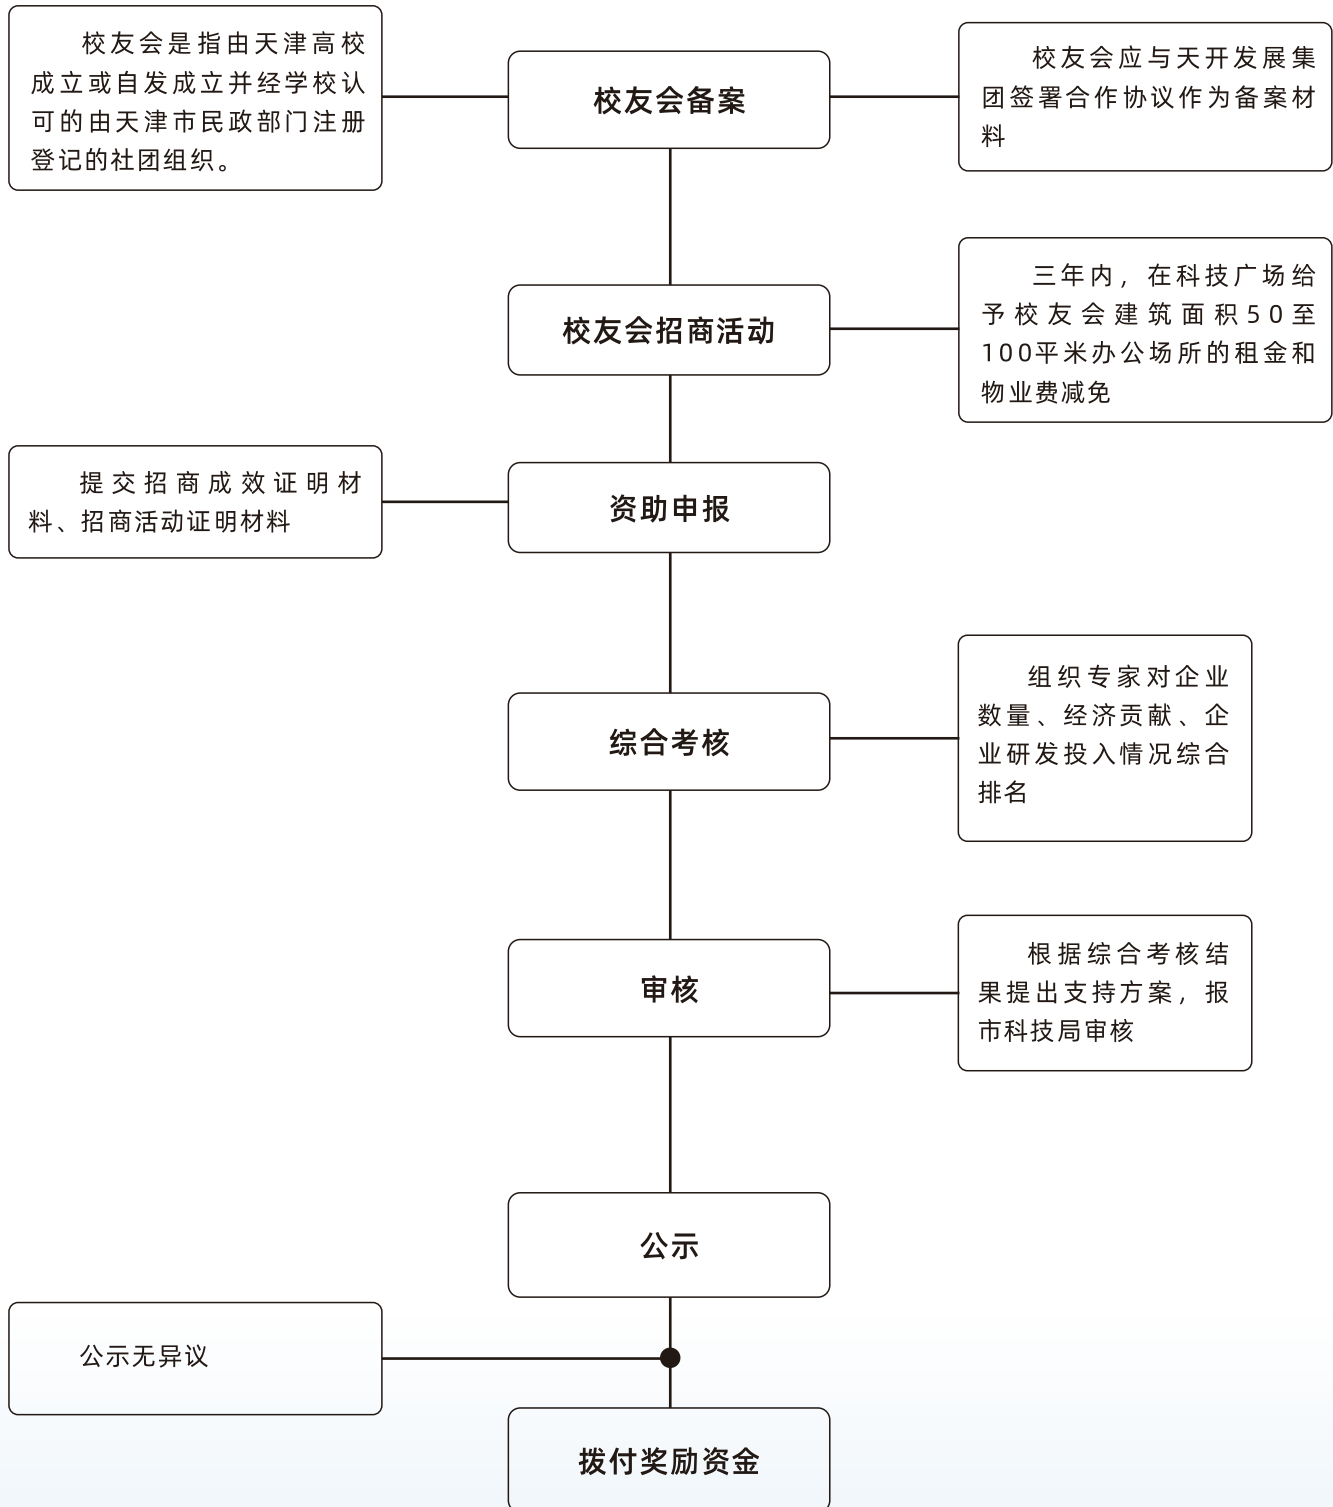 校友会是指由天津高校
成立或自发成立并经学校认
可的由天津市民政部门注册
登记的社团组织。
校友会备案
校友会应与天开发展集
团签署合作协议作为备案材
料
校友会招商活动
三年内，在科技广场给
予校友会建筑面积50至
100平米办公场所的租金和
物业费减免
提交招商成效证明材
料、招商活动证明材料
资助申报
综合考核
组织专家对企业
数量、经济贡献、企
业研发投入情况综合
排名
审核
根据综合考核结
果提出支持方案，报
市科技局审核
公示
公示无异议
拨付奖励资金